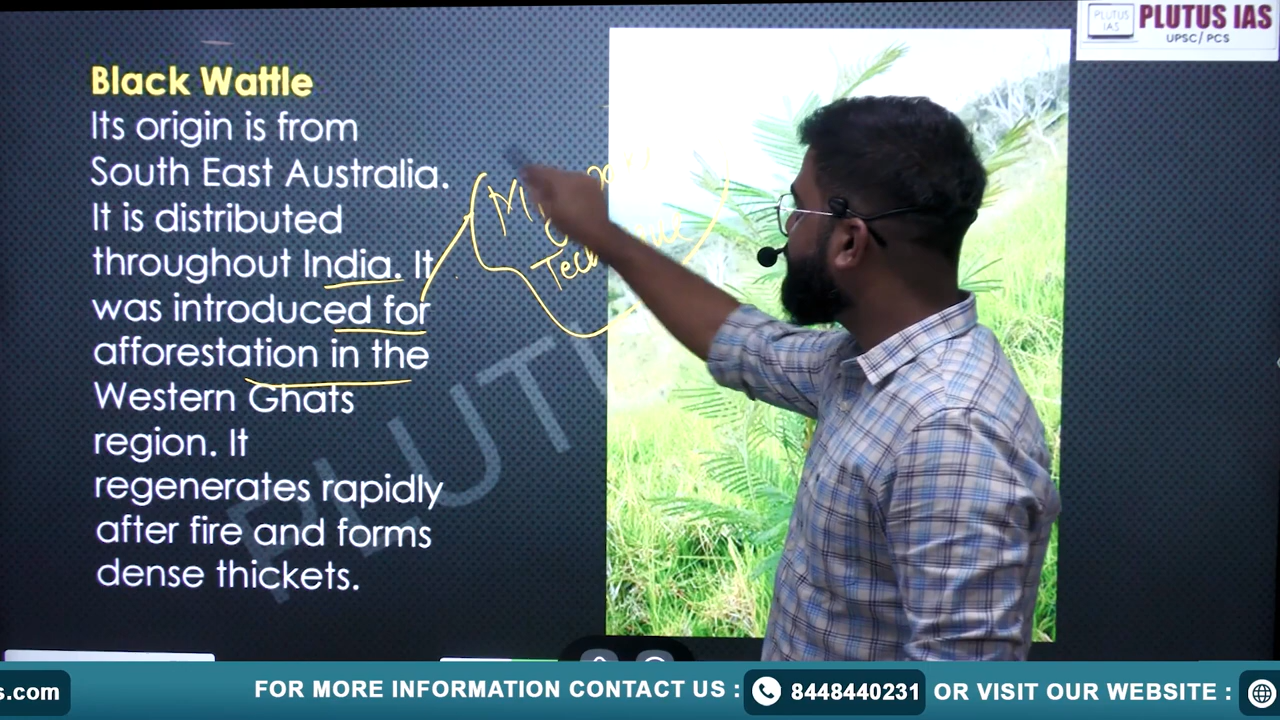 Black Wattle
Its origin is from
South East Australia.
It is distributed
throughout India. It
was introduced for
afforestation in the
Western Ghats
region. It
regenerates rapidly
after fire and forms
dense thickets.
PLUTUS IAS
PLUTUS IAS
UPSC/ PCS
s.com
FOR MORE INFORMATION CONTACT US :
8448440231
OR VISIT OUR WEBSITE :